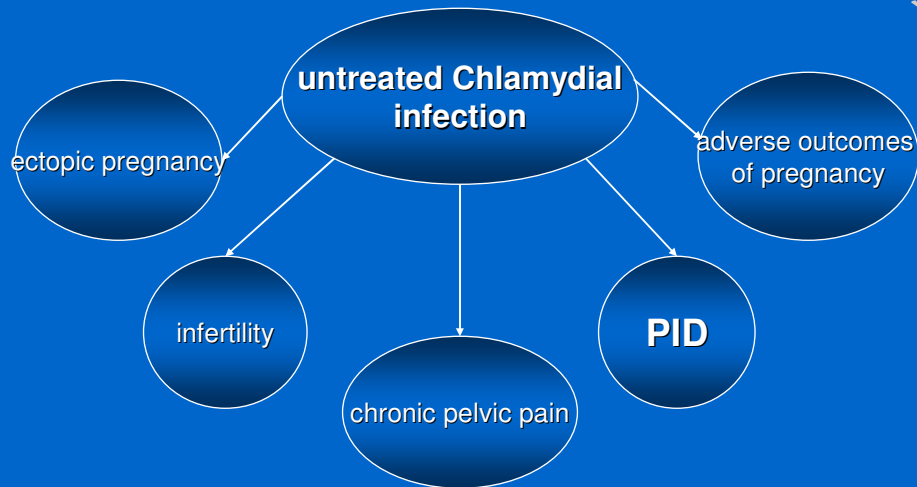 untreated Chlamydial
infection
ectopic pregnancy
adverse outcomes
of pregnancy
infertility
PID
chronic pelvic pain